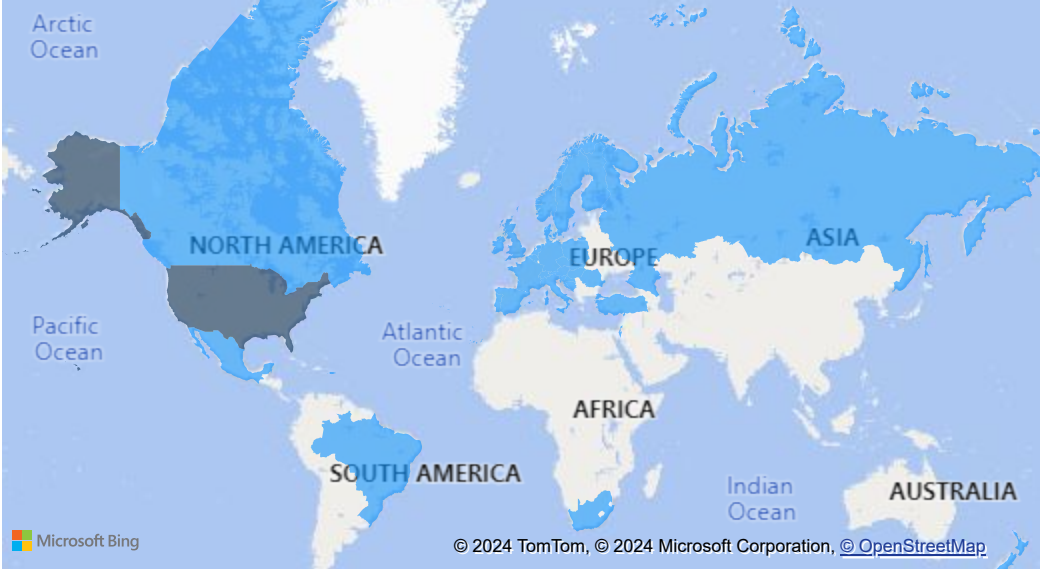 Arctic
Ocean
NORTH AMERICA
EUROPE
ASIA
Pacific
Ocean
Atlantic
Ocean
AFRICA
SOUTH AMERICA
Indian
Ocean
AUSTRALIA
Microsoft Bing
© 2024 TomTom, © 2024 Microsoft Corporation, © OpenStreetMap